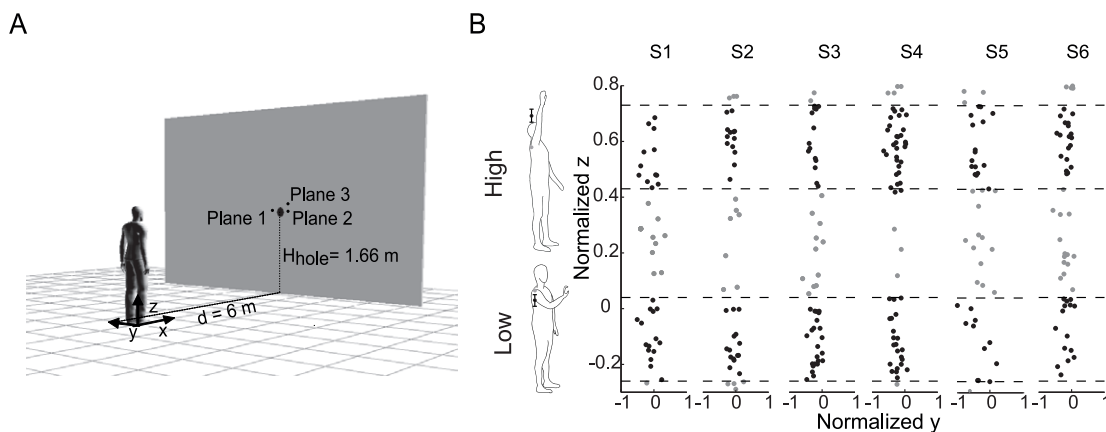 A
B
S1 S2 S3 S4 S5 S6
Plane 3
Plane 1
Plane 2
Hhole= 1.66 m
d = 6 m
z
y
x
High
Low
Normalized z
0.8
0.6
0.4
0.2
0
-0.2
-1 0 1 -1 0 1 -1 0 1 -1 0 1 -1 0 1 -1 0 1
Normalized y